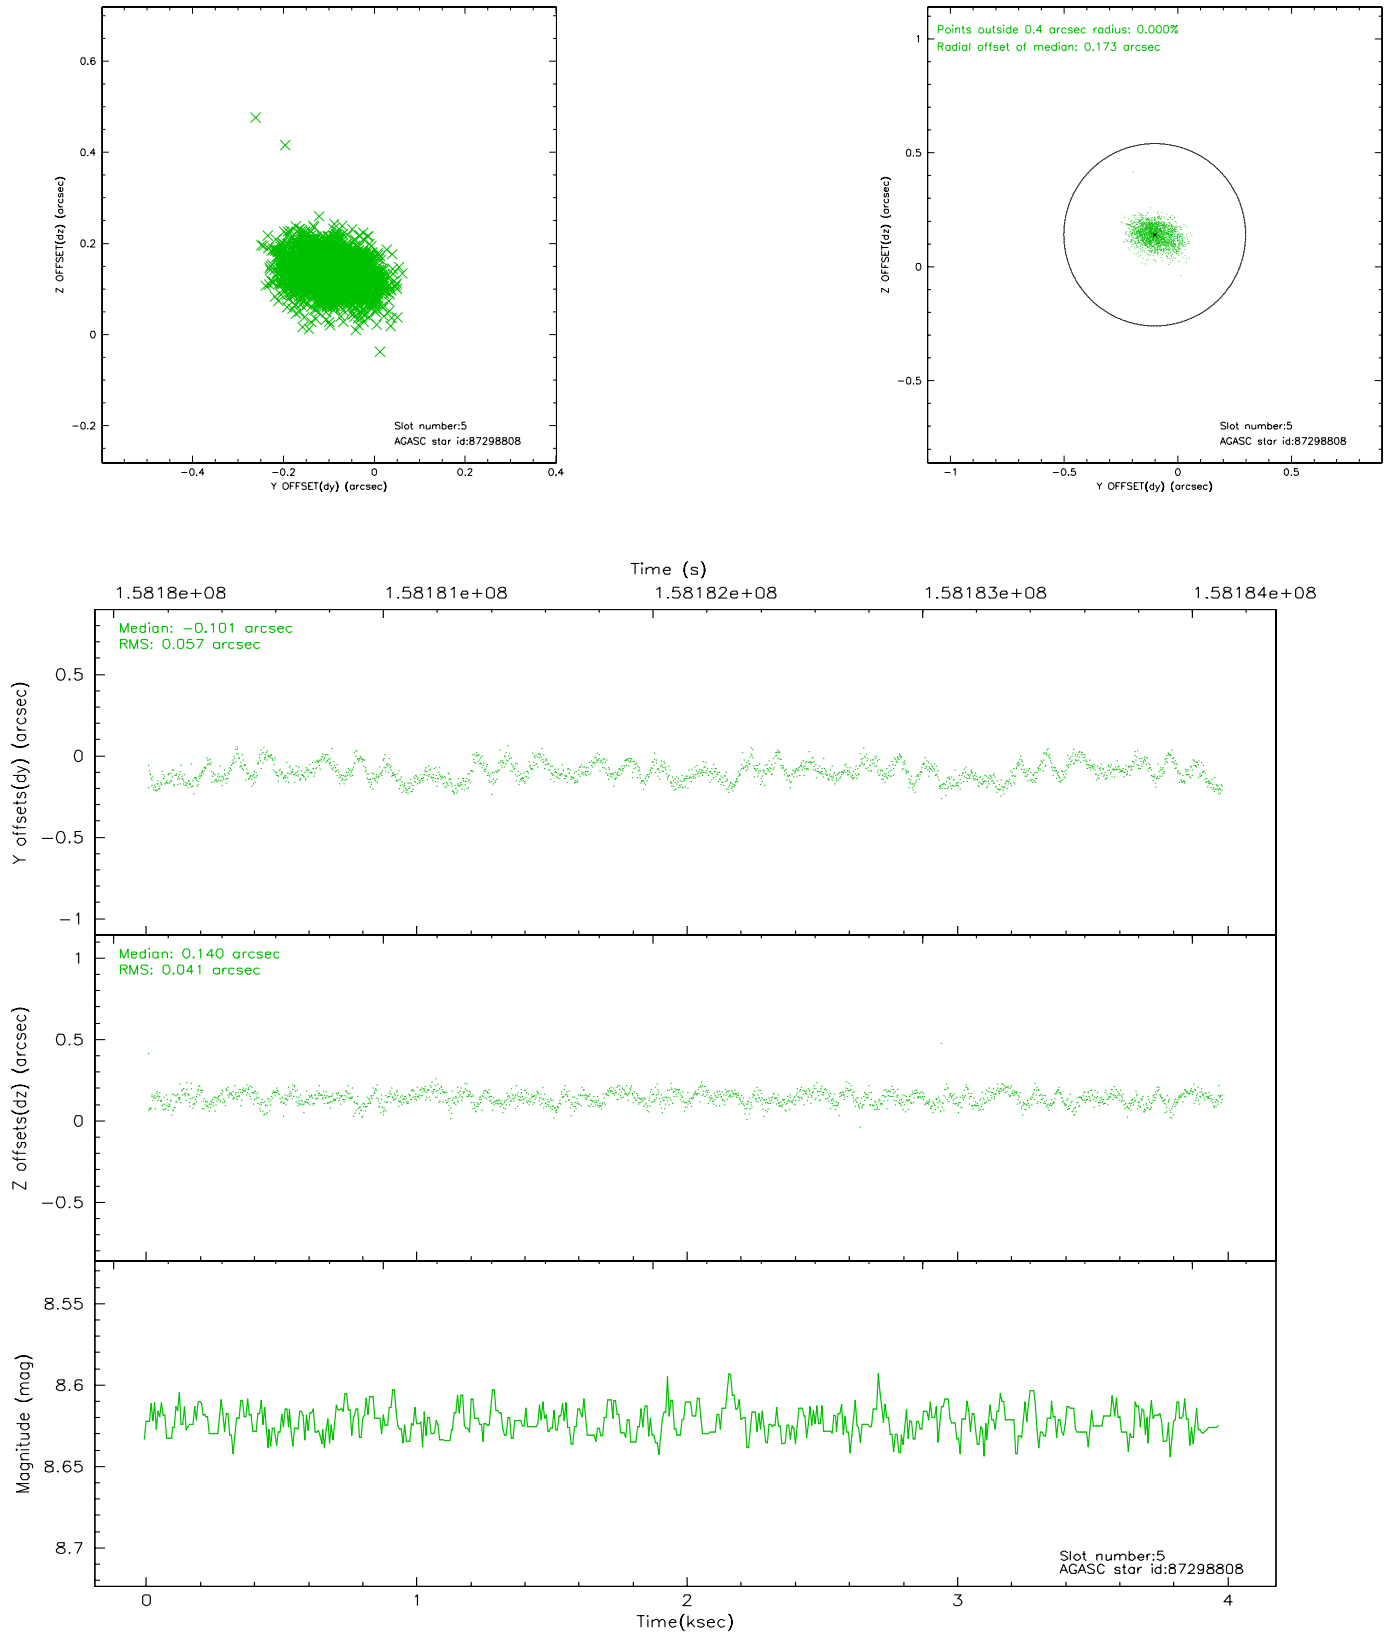 0.6
0.4
0.2
0
−0.2
Z OFFSET(dz) (arcsec)
−0.4
−0.2
0
0.2
0.4
Y OFFSET(dy) (arcsec)
Slot number:5
AGASC star id:87298808
Points outside 0.4 arcsec radius: 0.000%
Radial offset of median: 0.173 arcsec
1
0.5
0
−0.5
Z OFFSET(dz) (arcsec)
−1
−0.5
0
0.5
Y OFFSET(dy) (arcsec)
Slot number:5
AGASC star id:87298808
Time (s)
1.5818e+08
1.58181e+08
1.58182e+08
1.58183e+08
1.58184e+08
Median: −0.101 arcsec
RMS: 0.057 arcsec
0.5
0
−0.5
−1
Y offsets(dy) (arcsec)
Median: 0.140 arcsec
RMS: 0.041 arcsec
1
0.5
0
−0.5
Z offsets(dz) (arcsec)
8.55
8.6
8.65
8.7
Magnitude (mag)
Slot number:5
AGASC star id:87298808
0
1
2
3
4
Time(ksec)